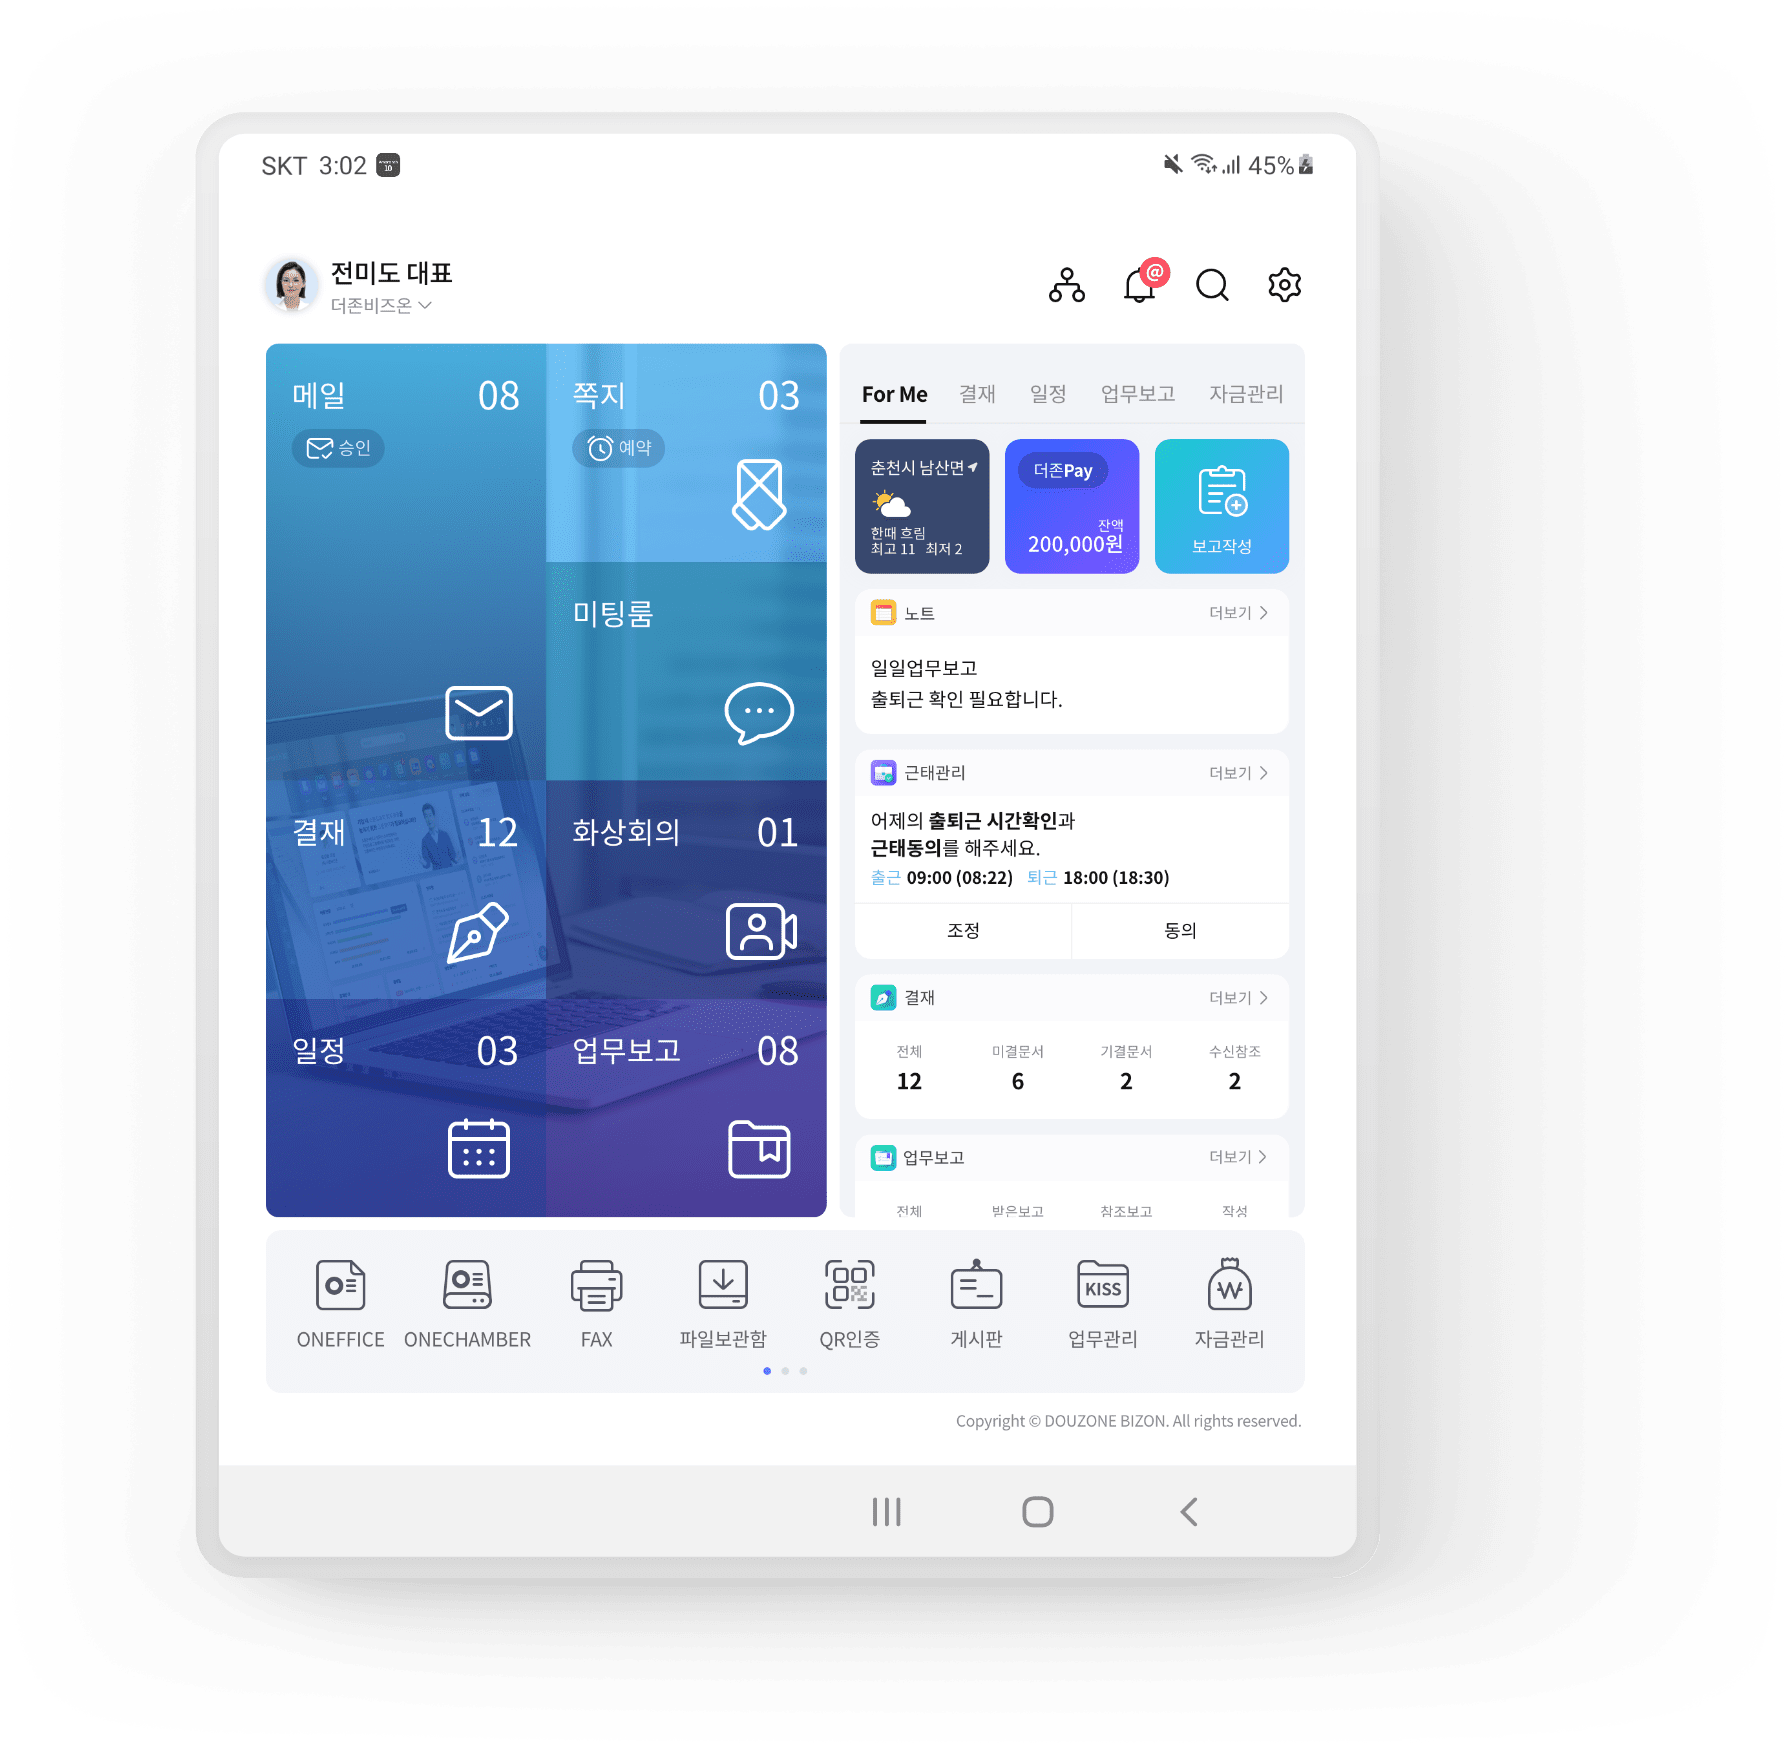 SKT 3:02
45%
전미도 대표
더존비즈온
@
메일 08
승인
쪽지 03
예약
미팅룸
결재 12
화상회의 01
일정 03
업무보고 08
For Me 결재 일정 업무보고 자금관리
춘천시 남산면
한때 흐림
최고 11 최저 2
더존Pay
잔액
200,000원
보고작성
노트 더보기
일일업무보고
출퇴근 확인 필요합니다.
근태관리 더보기
어제의 출퇴근 시간확인과
근태동의를 해주세요.
출근 09:00 (08:22) 퇴근 18:00 (18:30)
조정 동의
결재 더보기
전체 미결문서 기결문서 수신참조
12 6 2 2
업무보고 더보기
전체 받은보고 참조보고 작성
KISS
ONEFFICE ONECHAMBER FAX 파일보관함 QR인증 게시판 업무관리 자금관리
Copyright © DOUZONE BIZON. All rights reserved.